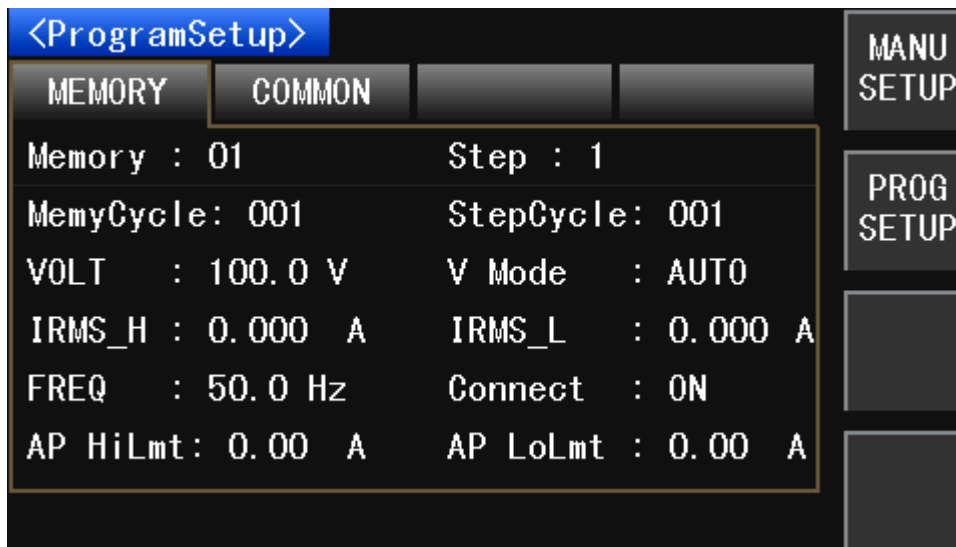 <ProgramSetup>
MEMORY COMMON
Memory : 01 Step : 1
MemyCycle: 001 StepCycle: 001
VOLT : 100.0 V V Mode : AUTO
IRMS_H : 0.000 A IRMS_L : 0.000 A
FREQ : 50.0 Hz Connect : ON
AP HiLmt: 0.00 A AP LoLmt : 0.00 A
MANU
SETUP
PROG
SETUP